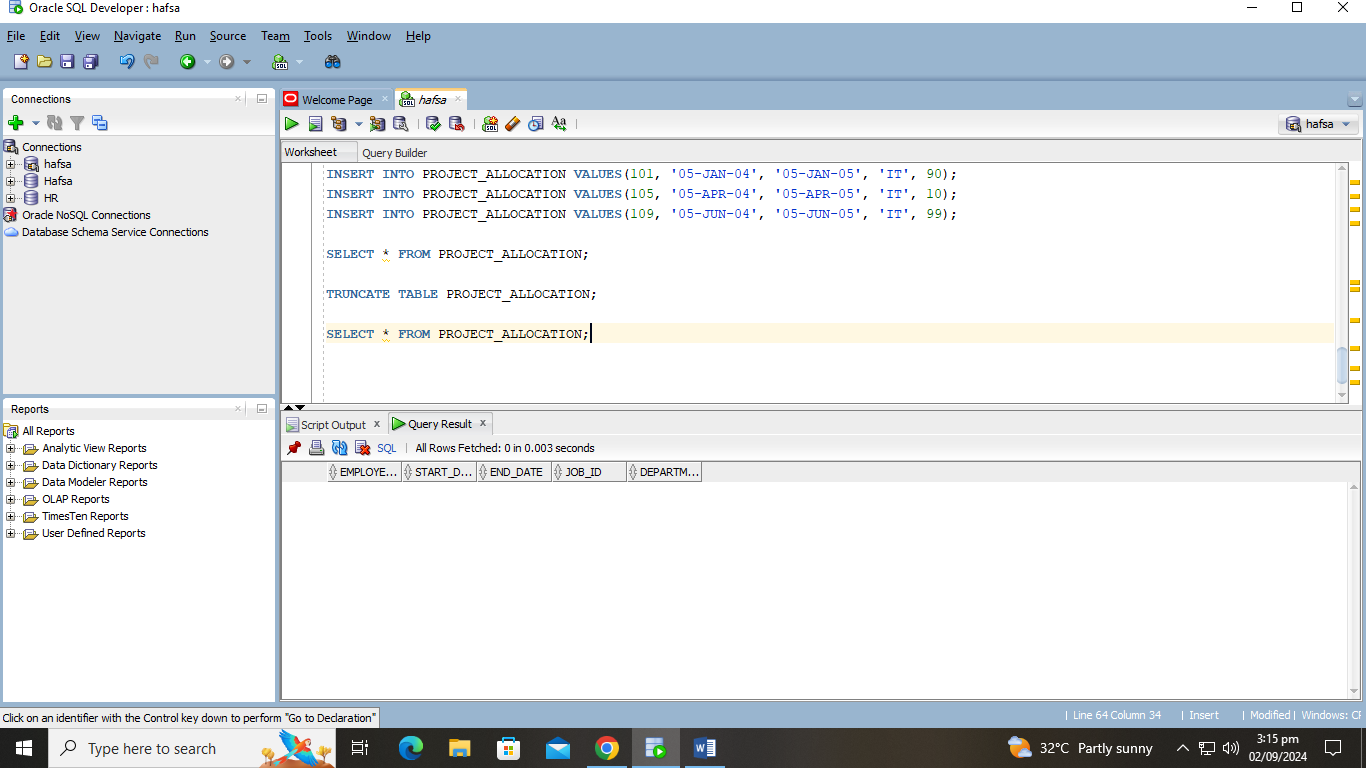 Oracle SQL Developer : hafsa
File Edit View Navigate Run Source Team Tools Window Help
Connections
Welcome Page
hafsa
hafsa
Connections
hafsa
Hafsa
HR
Oracle NoSQL Connections
Database Schema Service Connections
Worksheet Query Builder
INSERT INTO PROJECT_ALLOCATION VALUES(101, '05-JAN-04', '05-JAN-05', 'IT', 90);
INSERT INTO PROJECT_ALLOCATION VALUES(105, '05-APR-04', '05-APR-05', 'IT', 10);
INSERT INTO PROJECT_ALLOCATION VALUES(109, '05-JUN-04', '05-JUN-05', 'IT', 99);
SELECT * FROM PROJECT_ALLOCATION;
TRUNCATE TABLE PROJECT_ALLOCATION;
SELECT * FROM PROJECT_ALLOCATION;
Reports
All Reports
Analytic View Reports
Data Dictionary Reports
Data Modeler Reports
OLAP Reports
TimesTen Reports
User Defined Reports
Script Output x Query Result x
SQL | All Rows Fetched: 0 in 0.003 seconds
EMPLOYE... START_D... END_DATE JOB_ID DEPARTM...
Click on an identifier with the Control key down to perform "Go to Declaration"
| Line 64 Column 34 | Insert | Modified | Windows: CF
Type here to search
32°C Partly sunny
3:15 pm
02/09/2024